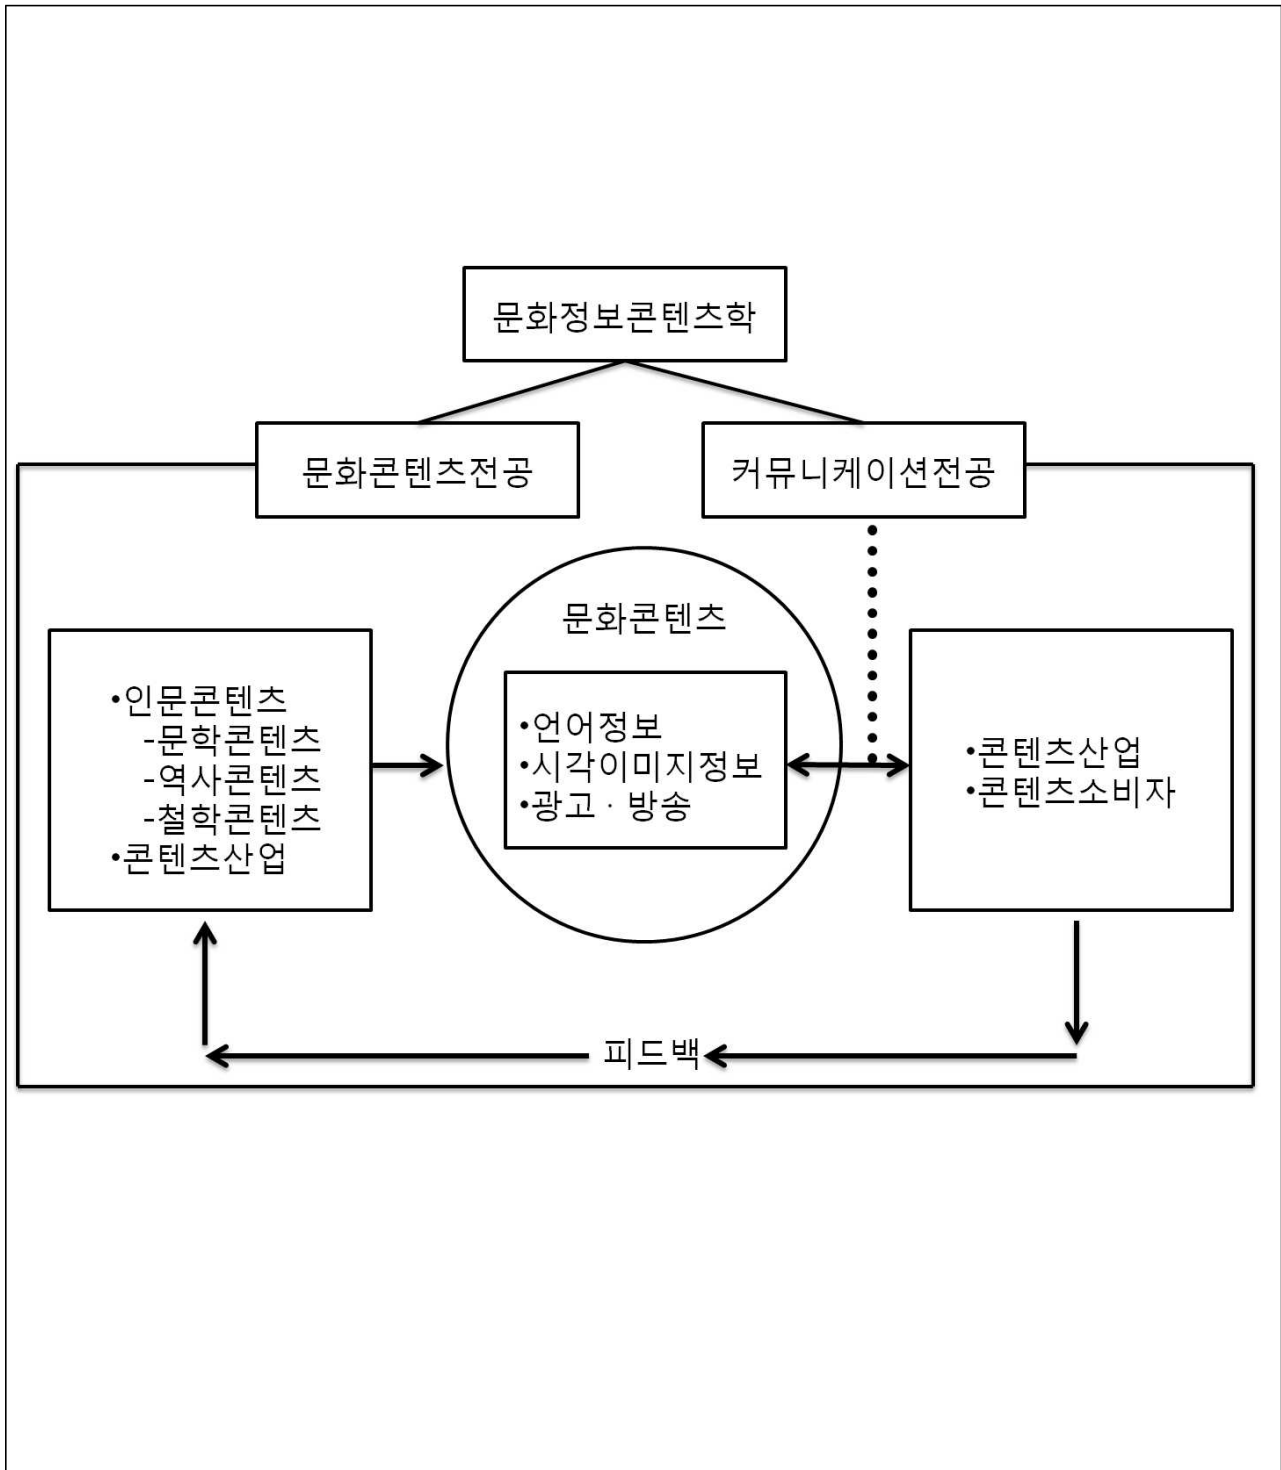 문화정보콘텐츠학
문화콘텐츠전공
커뮤니케이션전공
•인문콘텐츠
-문학콘텐츠
-역사콘텐츠
-철학콘텐츠
•콘텐츠산업
문화콘텐츠
•언어정보
•시각이미지정보
•광고 · 방송
•콘텐츠산업
•콘텐츠소비자
피드백